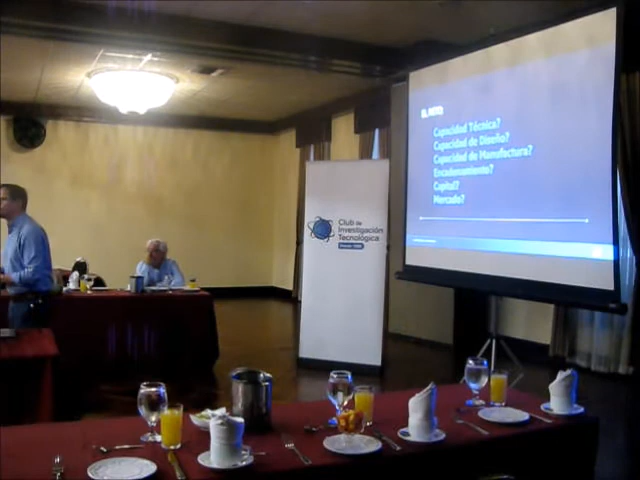 EL RETO:
Capacidad Técnica?
Capacidad de Diseño?
Capacidad de Manufactura?
Encadenamiento?
Capital?
Mercado?
Club de
Investigación
Tecnológica